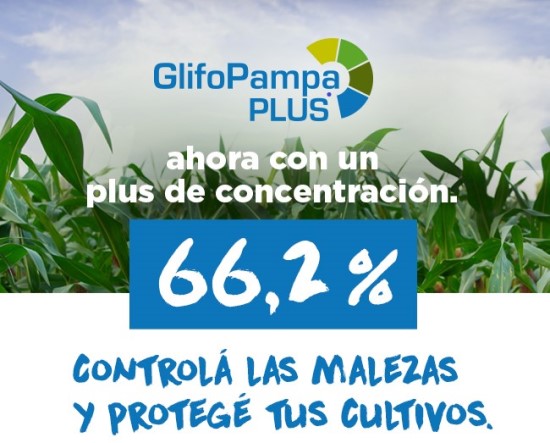 GlifoPampa
PLUS
ahora con un
plus de concentración.
66,2%
CONTROLÁ LAS MALEZAS
Y PROTEGÉ TUS CULTIVOS.